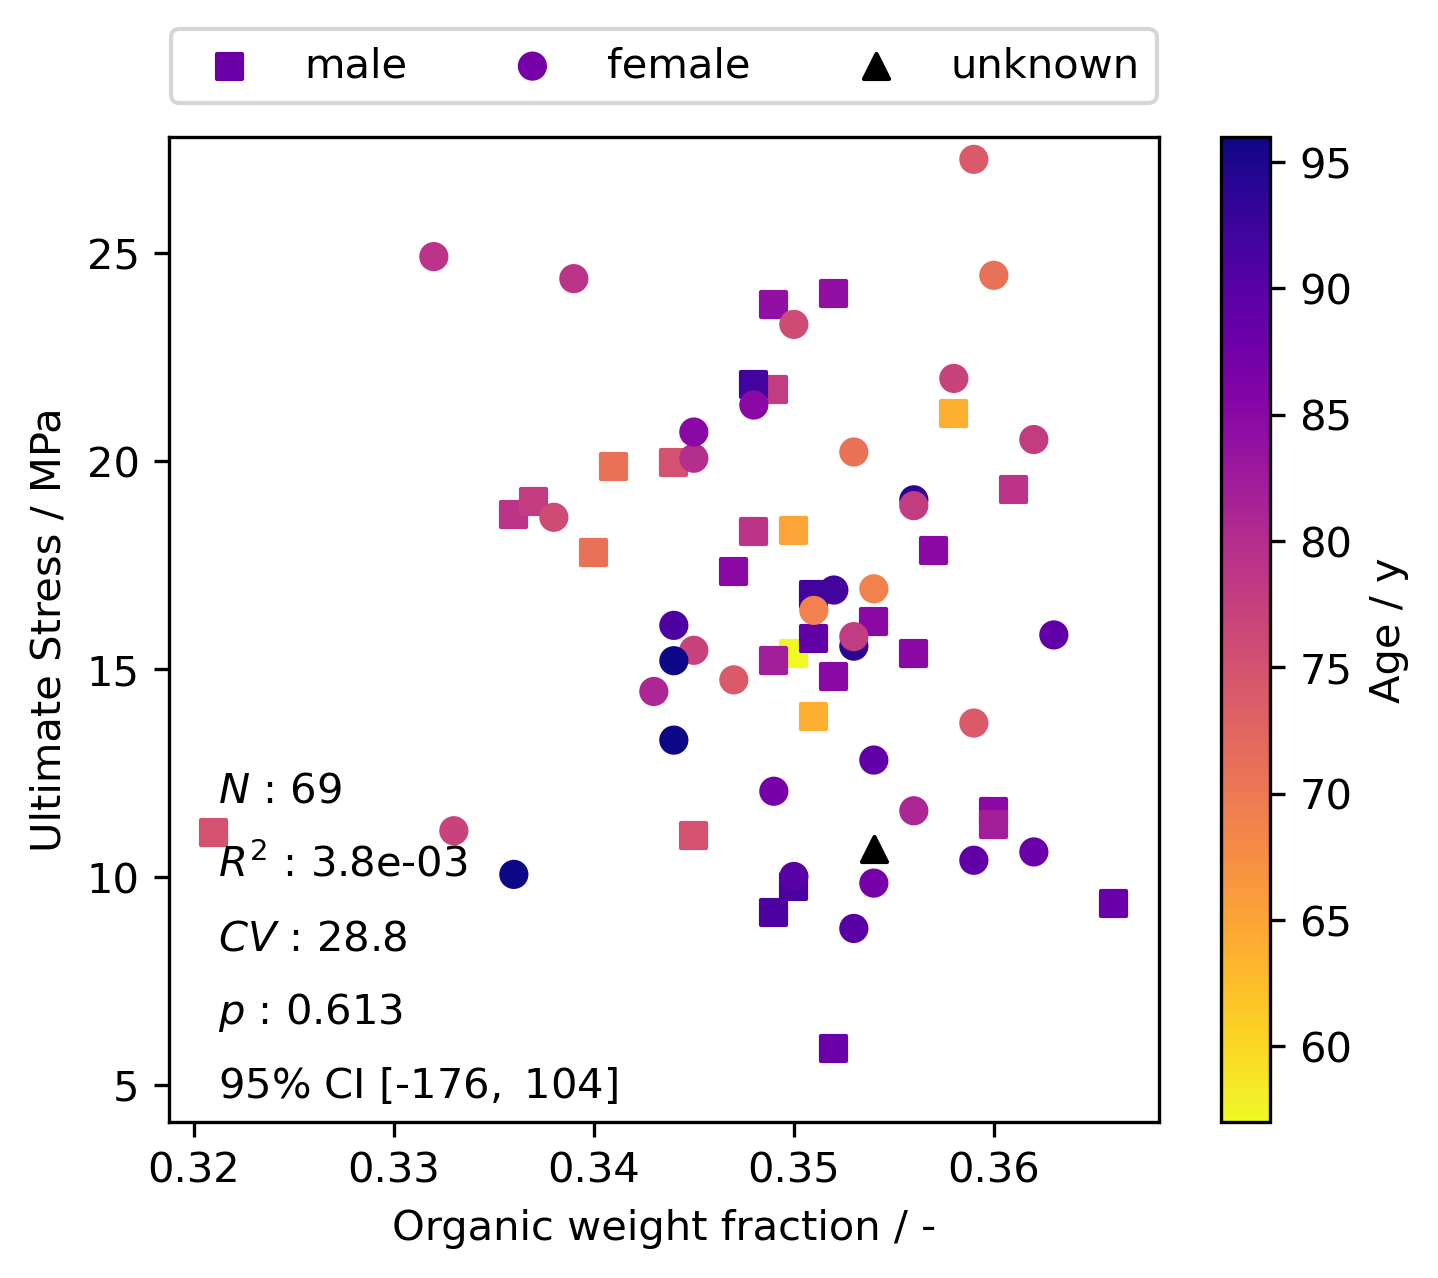 male female unknown
25
20
15
10
5
Ultimate Stress / MPa
N : 69
R² : 3.8e-03
CV : 28.8
p : 0.613
95% CI [-176, 104]
0.32 0.33 0.34 0.35 0.36
Organic weight fraction / -
95
90
85
80
75
70
65
60
Age / y